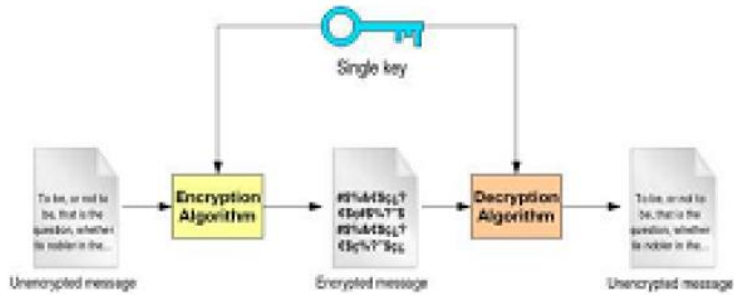 Single key
To be, or not to
be, that is the
question, whether
tis nobler in the...
Unencrypted message
Encryption
Algorithm
Encrypted message
Decryption
Algorithm
To be, or not to
be, that is the
question, whether
tis nobler in the...
Unencrypted message